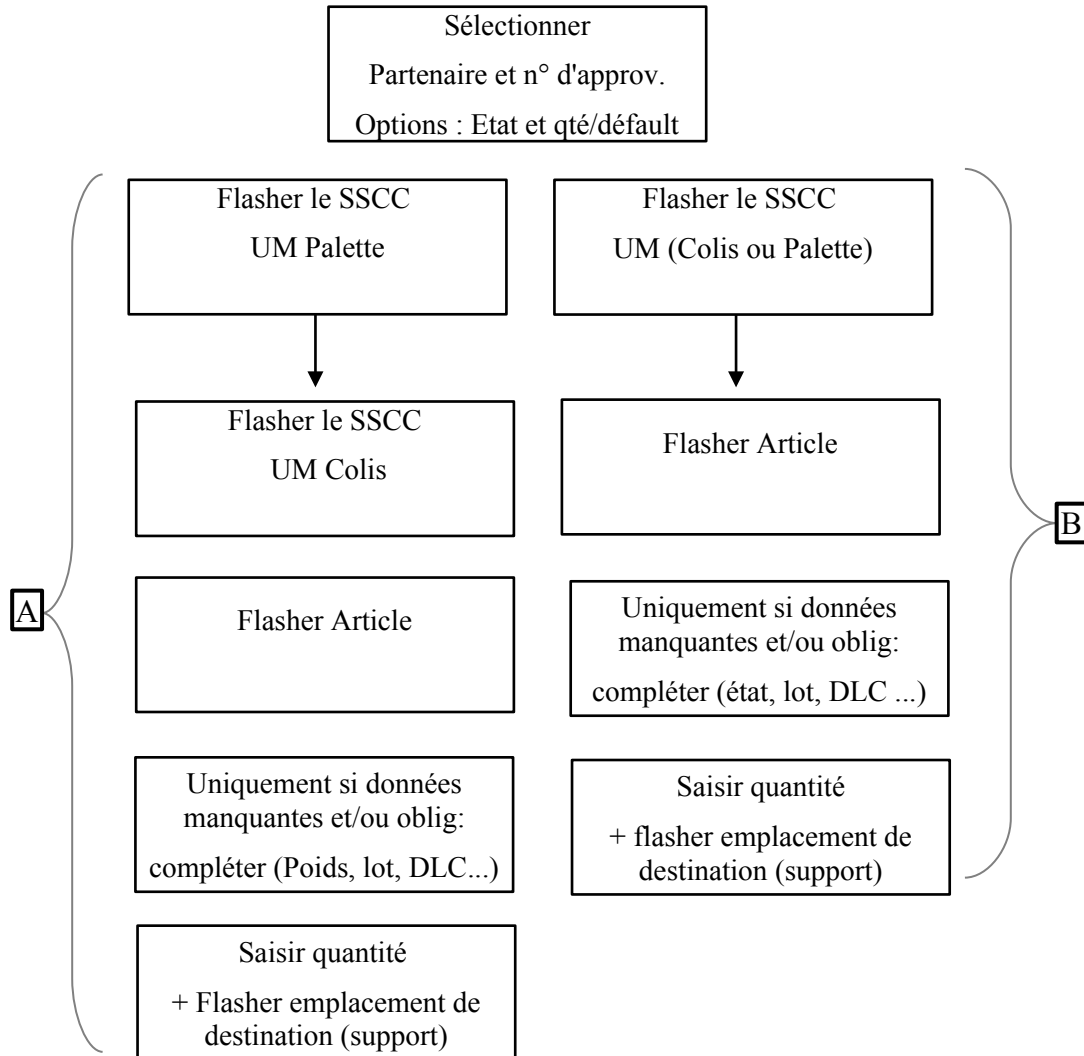 Sélectionner
Partenaire et n° d'approv.
Options : Etat et qté/défault
Flasher le SSCC
UM Palette
Flasher le SSCC
UM Colis
Flasher Article
Uniquement si données
manquantes et/ou oblig:
compléter (Poids, lot, DLC...)
Saisir quantité
+ Flasher emplacement de
destination (support)
A
Flasher le SSCC
UM (Colis ou Palette)
Flasher Article
Uniquement si données
manquantes et/ou oblig:
compléter (état, lot, DLC ...)
Saisir quantité
+ flasher emplacement de
destination (support)
B